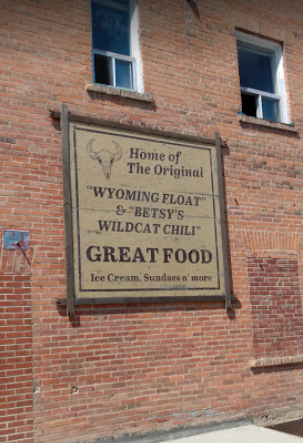 Home of
The Original
"WYOMING FLOAT"
& "BETSY'S
WILDCAT CHILI"
GREAT FOOD
Ice Cream, Sundaes n' more